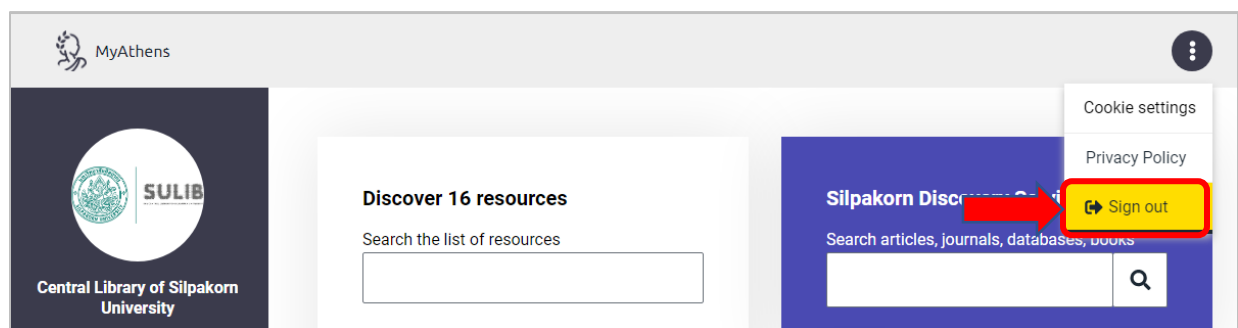 MyAthens
Cookie settings
Privacy Policy
Sign out
SULIB
Central Library of Silpakorn
University
Discover 16 resources
Search the list of resources
Silpakorn Disc
Search articles, journals, databases, books